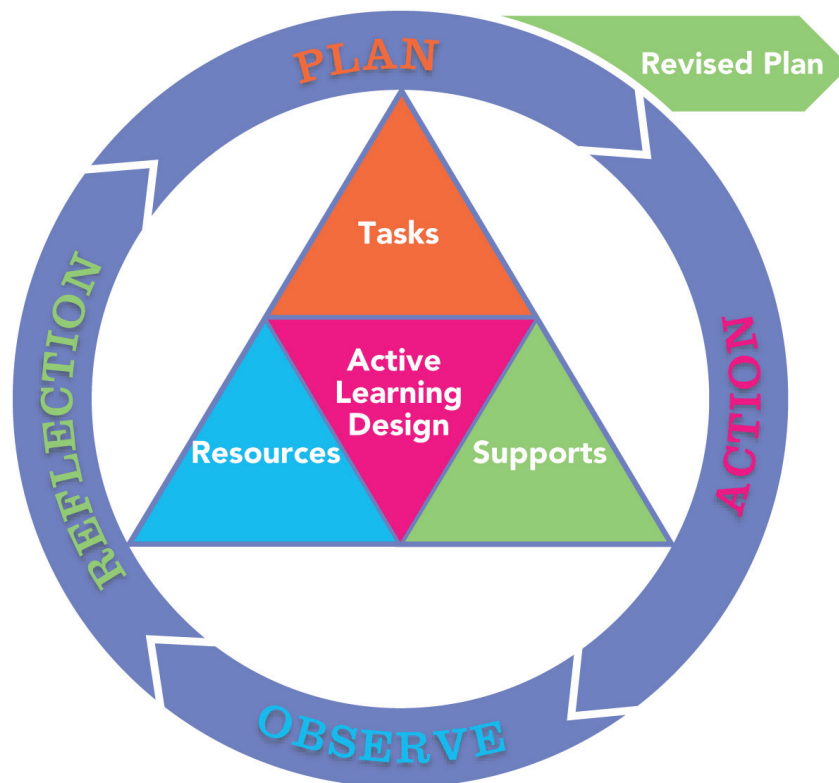 PLAN
Revised Plan
Tasks
Active
Learning
Design
Resources
Supports
ACTION
OBSERVE
REFLECTION